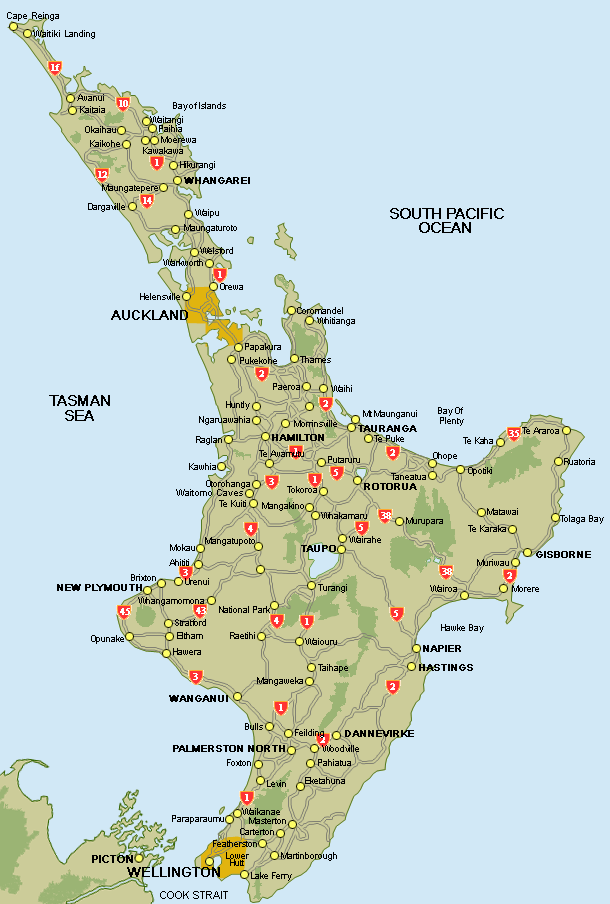 Cape Reinga
Waitiki Landing
1f
Awanui
10
Kaitaia
Bay of Islands
Waitangi
Okaihau
Paihia
Kaikohe
Moerewa
Kawakawa
1
Hikurangi
12
WHANGAREI
Maungatepere
14
Dargaville
Waipu
SOUTH PACIFIC
OCEAN
Maungaturoto
Welsford
Warkworth
1
Orewa
Helensville
AUCKLAND
Coromandel
Whitianga
Papakura
Pukekohe
Thames
2
Paeroa
Waihi
TASMAN
SEA
Huntly
2
Mt Maunganui
Bay Of
Plenty
Ngaruawahia
Morrinsville
TAURANGA
35
Te Araroa
Raglan
HAMILTON
Te Puke
Te Kaha
1
2
Te Awamutu
Kawhia
Putaruru
Ohope
Ruatoria
Opotiki
5
Taneatua
Otorohanga
3
1
ROTORUA
Waitomo Caves
Tokoroa
Te Kuiti
Mangakino
Whakamaru
38
Matawai
Tolaga Bay
4
5
Murupara
Te Karaka
Mangatupoto
Wairahe
Mokau
TAUPO
GISBORNE
Ahititi
Muriwau
3
38
2
Brixton
Urenui
NEW PLYMOUTH
Turangi
Wairoa
Morere
Whangamomona
45
43
National Park
5
4
1
Stratford
Hawke Bay
Opunake
Eltham
Raetihi
Waiouru
Hawera
NAPIER
Taihape
HASTINGS
3
Mangaweka
2
WANGANUI
1
Bulls
Feilding
DANNEVIRKE
2
PALMERSTON NORTH
Woodville
Foxton
Pahiatua
Levin
Eketahuna
1
Waikanae
Paraparaumu
Masterton
Carterton
Featherston
PICTON
Lower
Hutt
Martinborough
WELLINGTON
Lake Ferry
COOK STRAIT